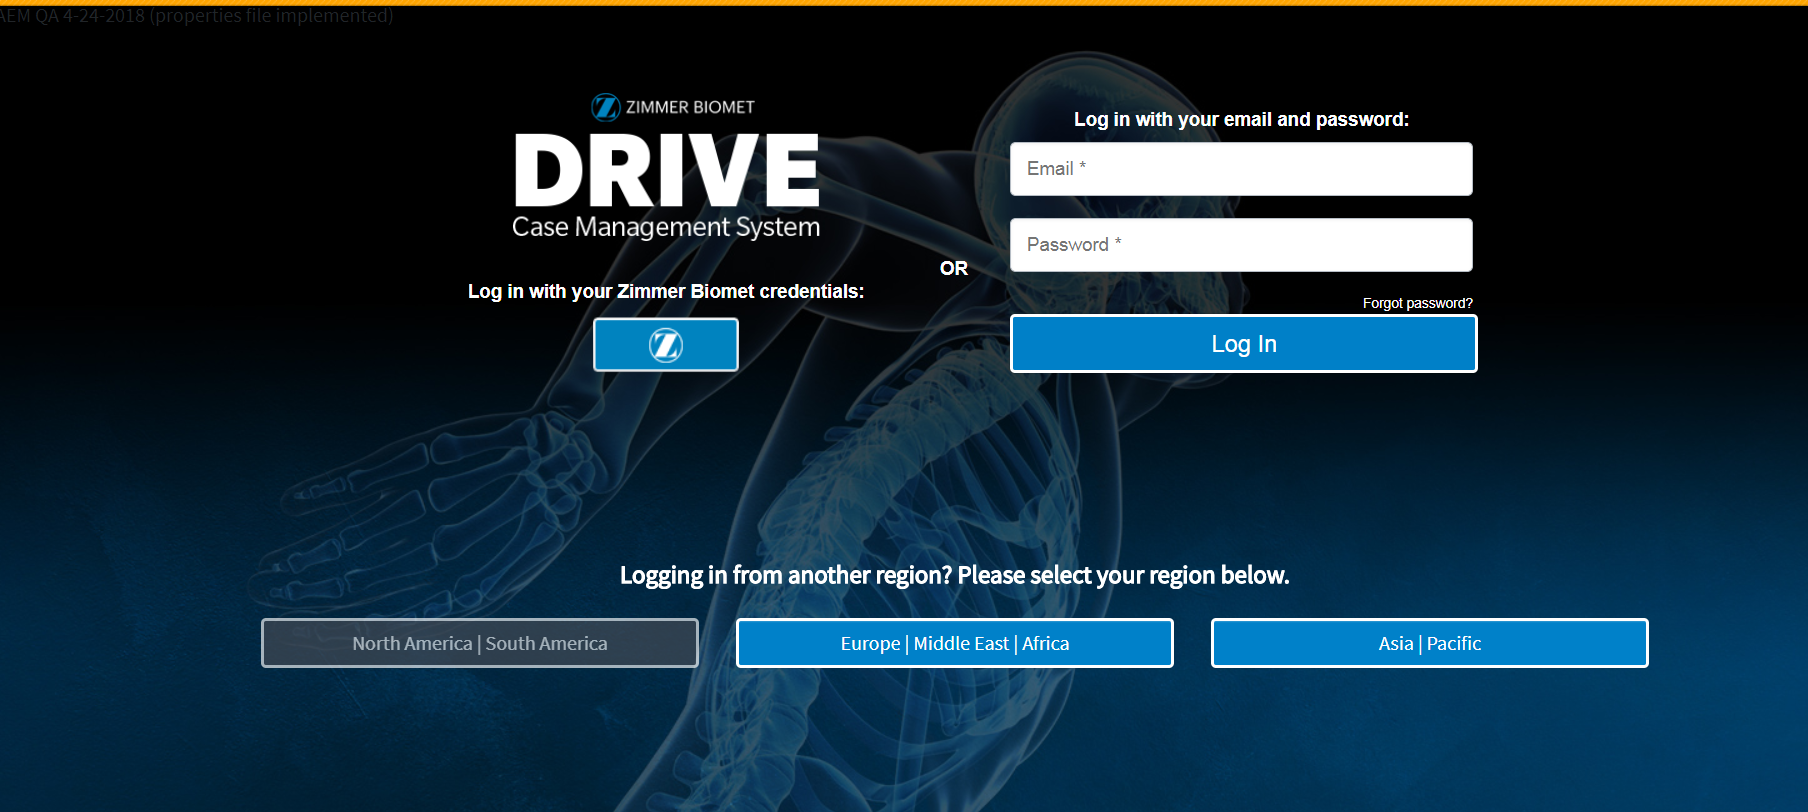 AEM QA 4-24-2018 (properties file implemented)
ZIMMER BIOMET
DRIVE
Case Management System
Log in with your Zimmer Biomet credentials:
OR
Log in with your email and password:
Email *
Password *
Forgot password?
Log In
Logging in from another region? Please select your region below.
North America | South America
Europe | Middle East | Africa
Asia | Pacific